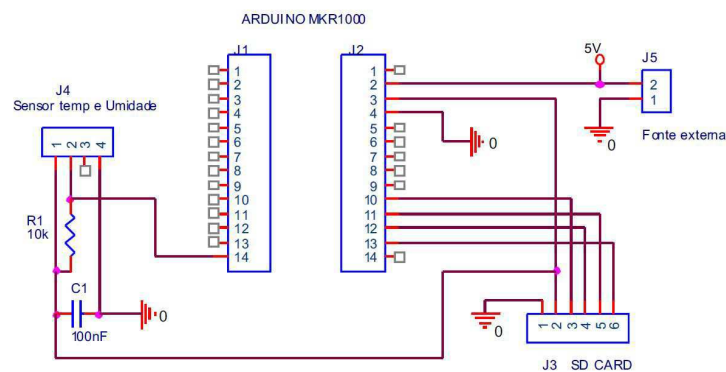 ARDUINO MKR1000
J1
1
2
3
4
5
6
7
8
9
10
11
12
13
14
J2
1
2
3
4
5
6
7
8
9
10
11
12
13
14
5V
J5
2
1
0
Fonte externa
0
J4
Sensor temp e Umidade
1 2 3 4
R1
10k
C1
100nF
0
0
1 2 3 4 5 6
J3 SD CARD